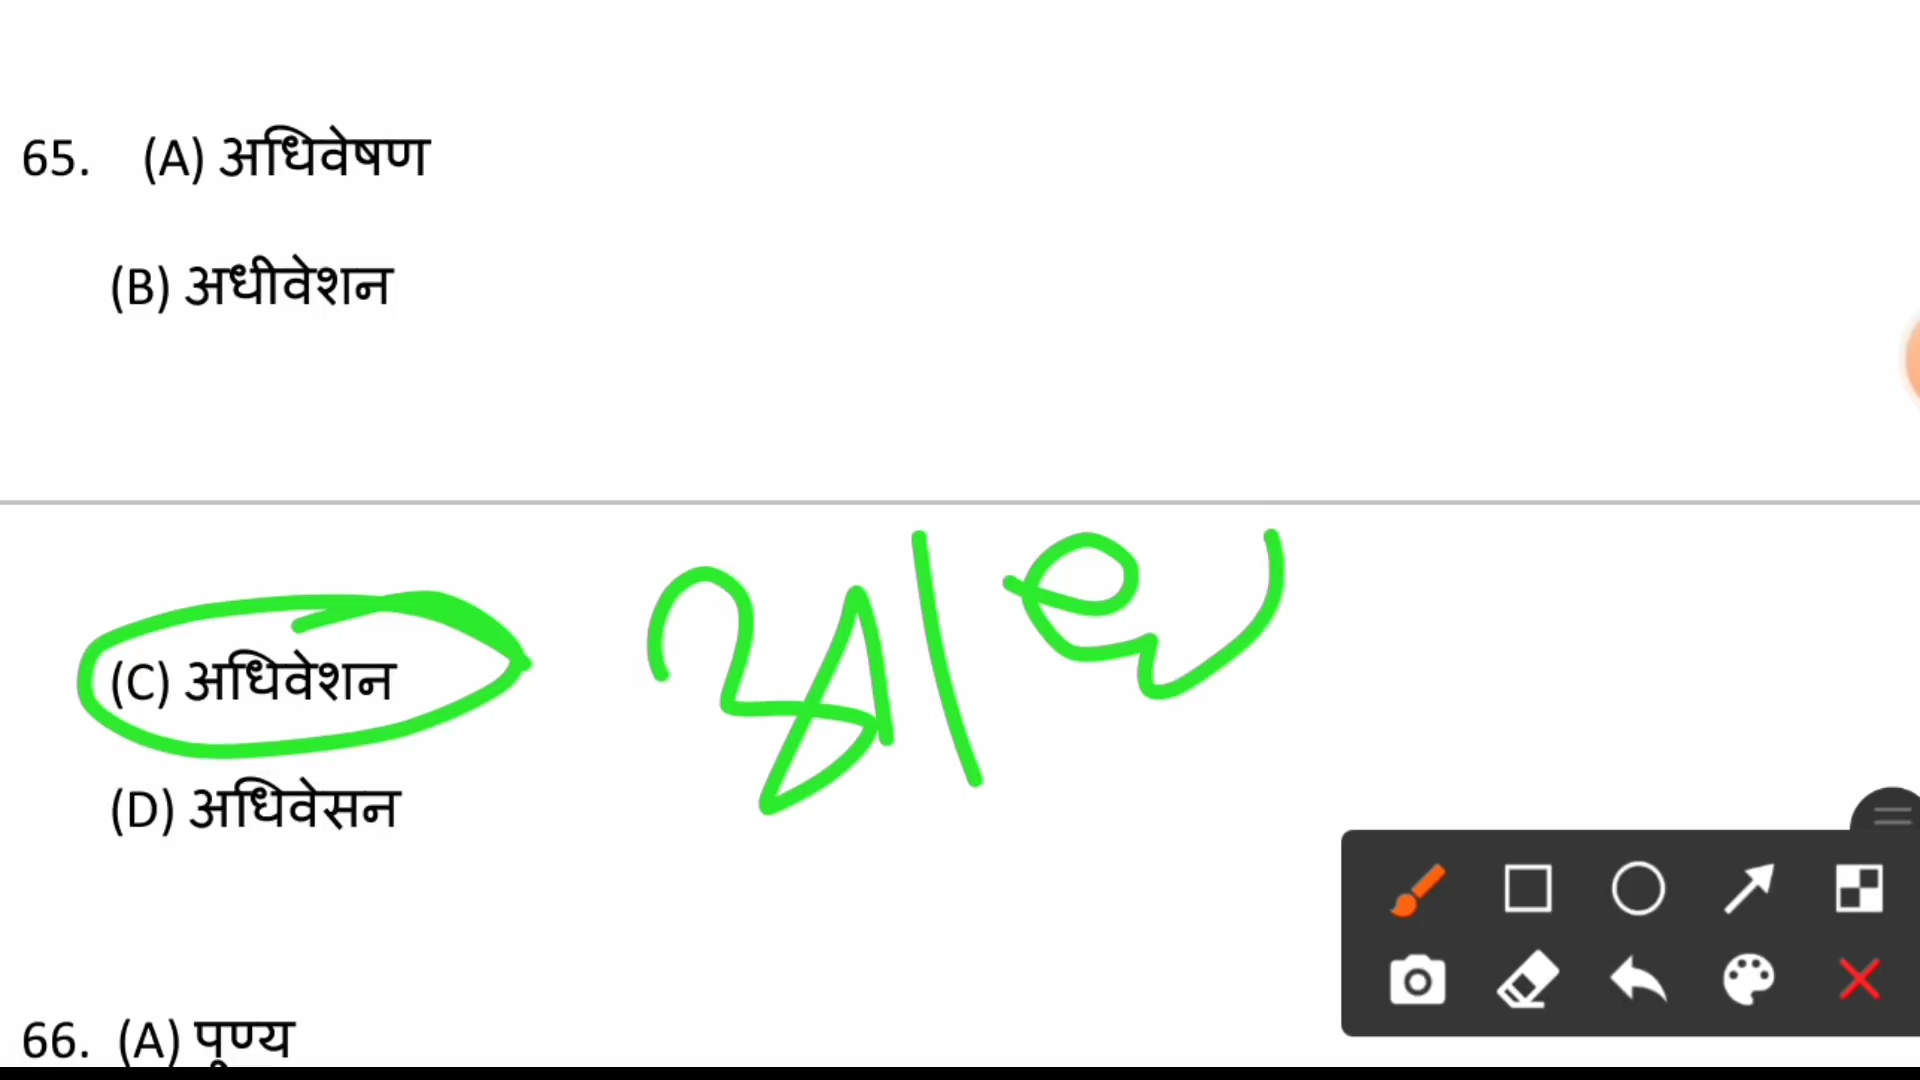 65. (A) अधिवेषण
(B) अधीवेशन
(C) अधिवेशन
(D) अधिवेसन
66. (A) पूण्य